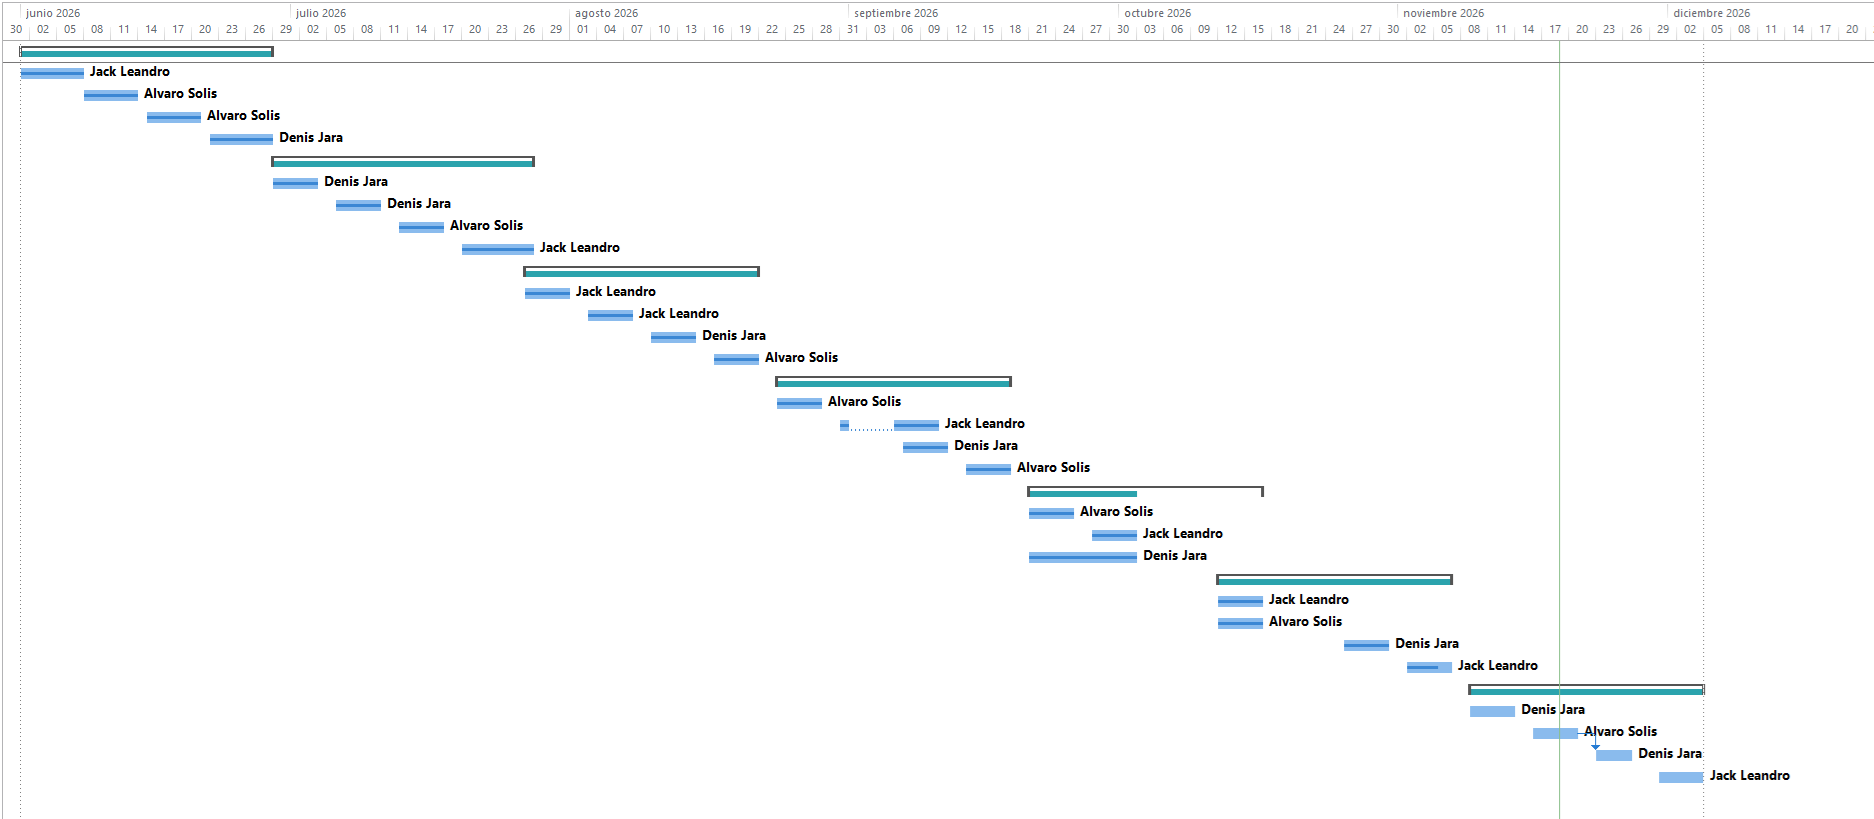 junio 2026 julio 2026 agosto 2026 septiembre 2026 octubre 2026 noviembre 2026 diciembre 2026
30 02 05 08 11 14 17 20 23 26 29 02 05 08 11 14 17 20 23 26 29 01 04 07 10 13 16 19 22 25 28 31 03 06 09 12 15 18 21 24 27 30 03 06 09 12 15 18 21 24 27 30 02 05 08 11 14 17 20 23 26 29 02 05 08 11 14 17 20
Jack Leandro
Alvaro Solis
Alvaro Solis
Denis Jara
Denis Jara
Denis Jara
Alvaro Solis
Jack Leandro
Jack Leandro
Jack Leandro
Denis Jara
Alvaro Solis
Alvaro Solis
Jack Leandro
Denis Jara
Alvaro Solis
Alvaro Solis
Jack Leandro
Denis Jara
Jack Leandro
Alvaro Solis
Denis Jara
Jack Leandro
Denis Jara
Alvaro Solis
Denis Jara
Jack Leandro